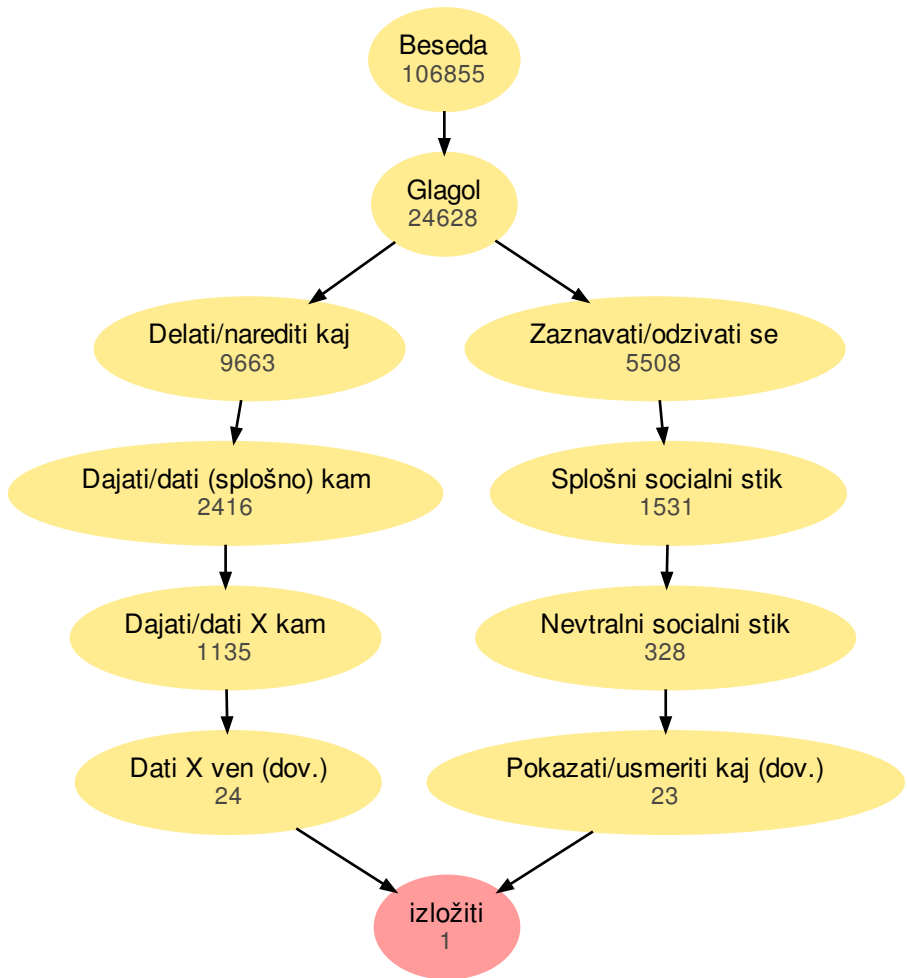 Beseda
106855
Glagol
24628
Delati/narediti kaj
9663
Zaznavati/odzivati se
5508
Dajati/dati (splošno) kam
2416
Splošni socialni stik
1531
Dajati/dati X kam
1135
Nevtralni socialni stik
328
Dati X ven (dov.)
24
Pokazati/usmeriti kaj (dov.)
23
izložiti
1